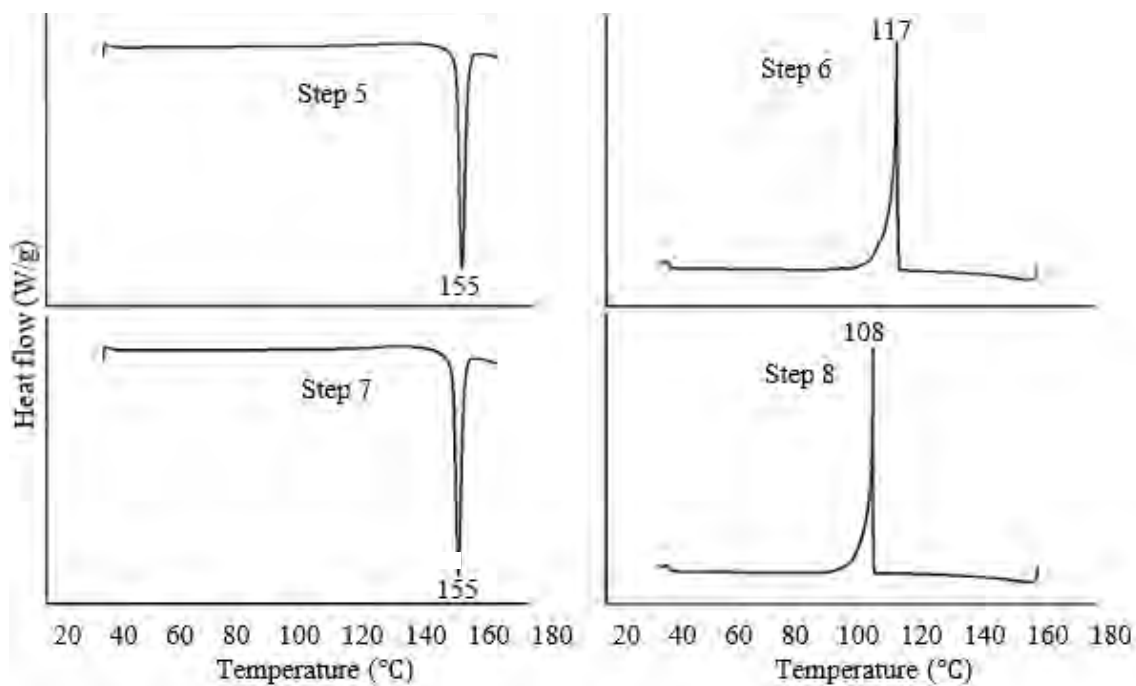 117
Step 6
Step 5
155
Heat flow (W/g)
108
Step 7
Step 8
155
20 40 60 80 100 120 140 160 180
20 40 60 80 100 120 140 160 180
Temperature (°C)
Temperature (°C)